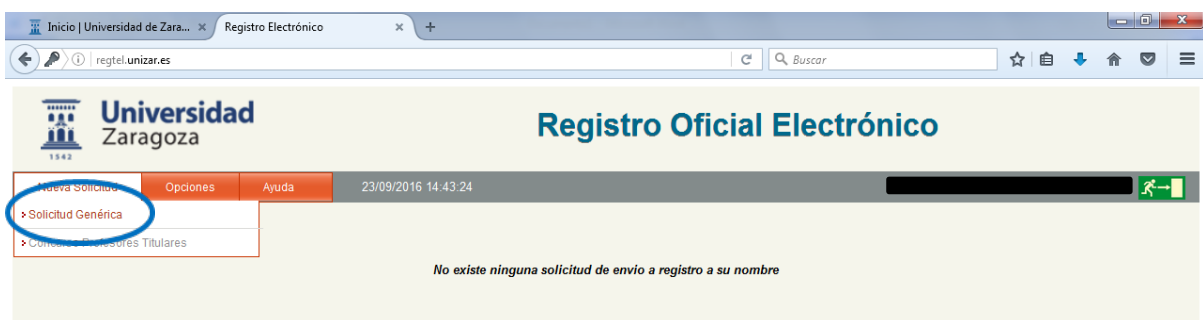 Inicio | Universidad de Zara...
Registro Electrónico
regtel.unizar.es
Buscar
Universidad
Zaragoza
1542
Registro Oficial Electrónico
Nueva Solicitud
Opciones
Ayuda
23/09/2016 14:43:24
Solicitud Genérica
Concurso Profesores Titulares
No existe ninguna solicitud de envio a registro a su nombre